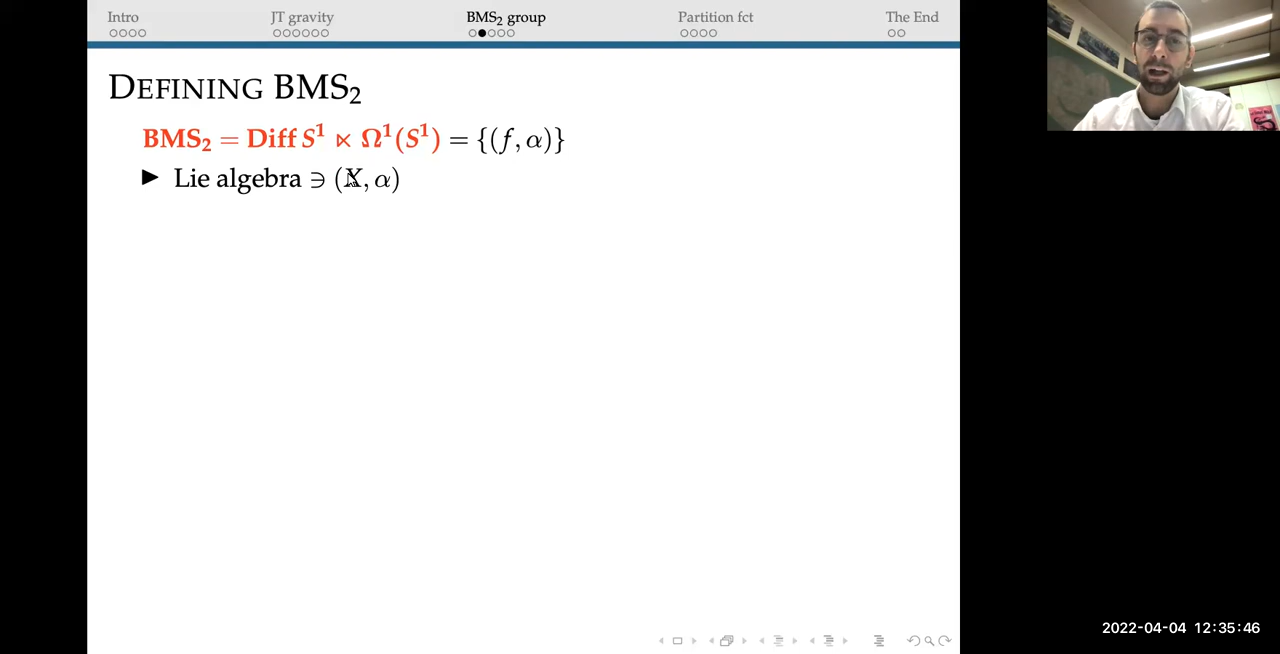 Intro JT gravity BMS₂ group Partition fct The End
DEFINING BMS₂
BMS₂ = Diff S¹ ⋉ Ω¹(S¹) = {(f, α)}
▶ Lie algebra ∋ (X, α)
2022-04-04 12:35:46